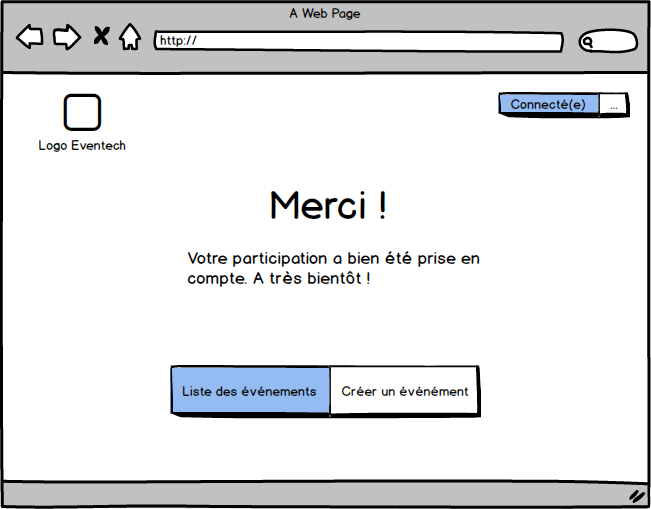 A Web Page
http://
Connecté(e) ...
Logo Eventech
Merci !
Votre participation a bien été prise en
compte. A très bientôt !
Liste des événements Créer un événément